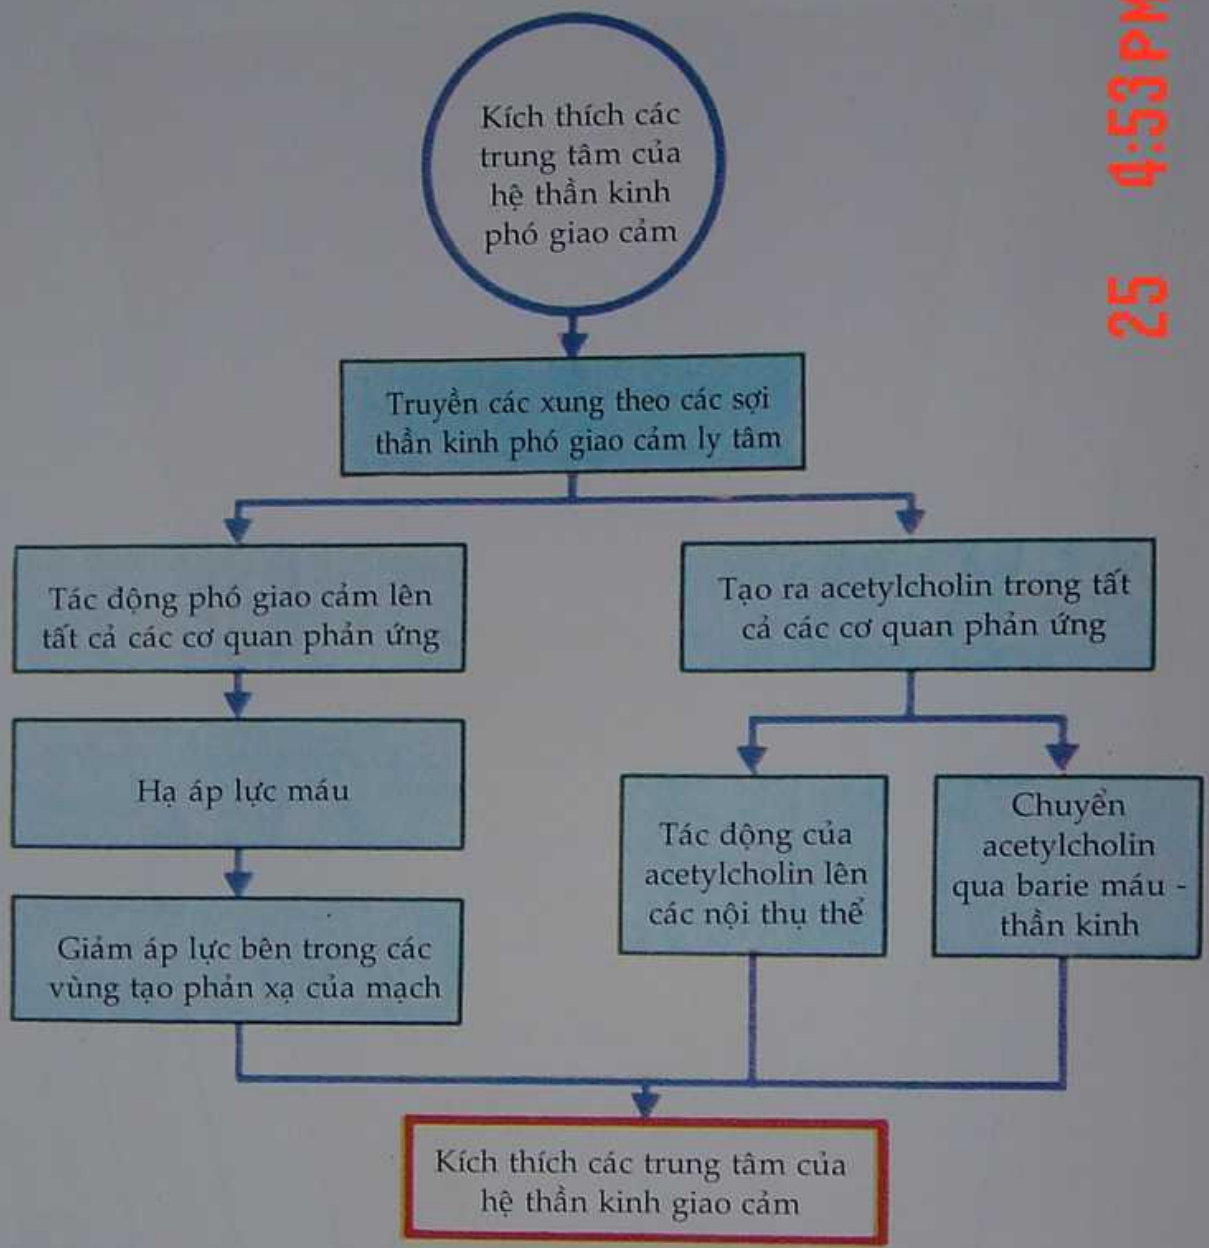 Kích thích các
trung tâm của
hệ thần kinh
phó giao cảm
Truyền các xung theo các sợi
thần kinh phó giao cảm ly tâm
Tác động phó giao cảm lên
tất cả các cơ quan phản ứng
Hạ áp lực máu
Giảm áp lực bên trong các
vùng tạo phản xạ của mạch
Tạo ra acetylcholin trong tất
cả các cơ quan phản ứng
Tác động của
acetylcholin lên
các nội thụ thể
Chuyển
acetylcholin
qua barie máu -
thần kinh
Kích thích các trung tâm của
hệ thần kinh giao cảm
25 4:53PM